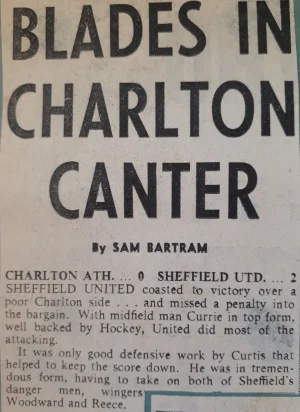 BLADES IN
CHARLTON
CANTER
By SAM BARTRAM
CHARLTON ATH. ... 0 SHEFFIELD UTD. ... 2
SHEFFIELD UNITED coasted to victory over a
poor Charlton side . . . and missed a penalty into
the bargain. With midfield man Currie in top form,
well backed by Hockey, United did most of the
attacking.
It was only good defensive work by Curtis that
helped to keep the score down. He was in tremen-
dous form, having to take on both of Sheffield's
danger men, wingers
Woodward and Reece.